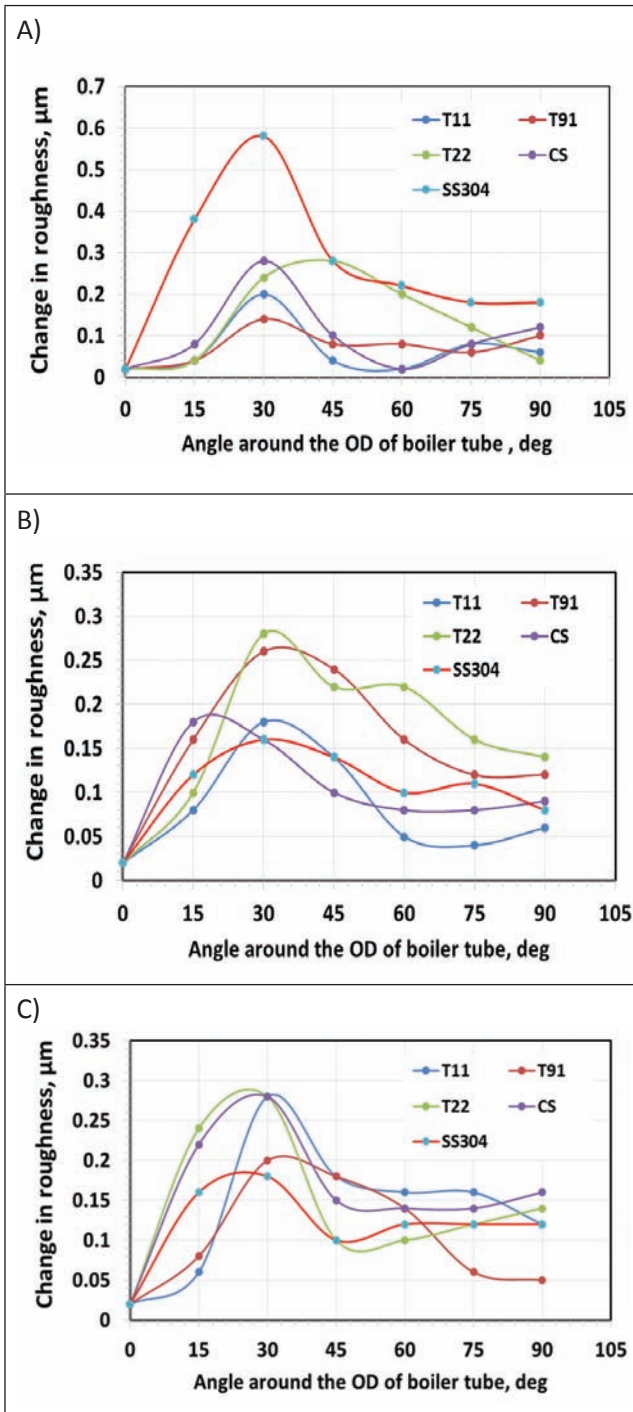 A)
Change in roughness, µm
0.7
0.6
0.5
0.4
0.3
0.2
0.1
0
T11 T91
T22 CS
SS304
0 15 30 45 60 75 90 105
Angle around the OD of boiler tube , deg
B)
Change in roughness, µm
0.35
0.3
0.25
0.2
0.15
0.1
0.05
0
T11 T91
T22 CS
SS304
0 15 30 45 60 75 90 105
Angle around the OD of boiler tube, deg
C)
Change in roughness, µm
0.35
0.3
0.25
0.2
0.15
0.1
0.05
0
T11 T91
T22 CS
SS304
0 15 30 45 60 75 90 105
Angle around the OD of boiler tube, deg